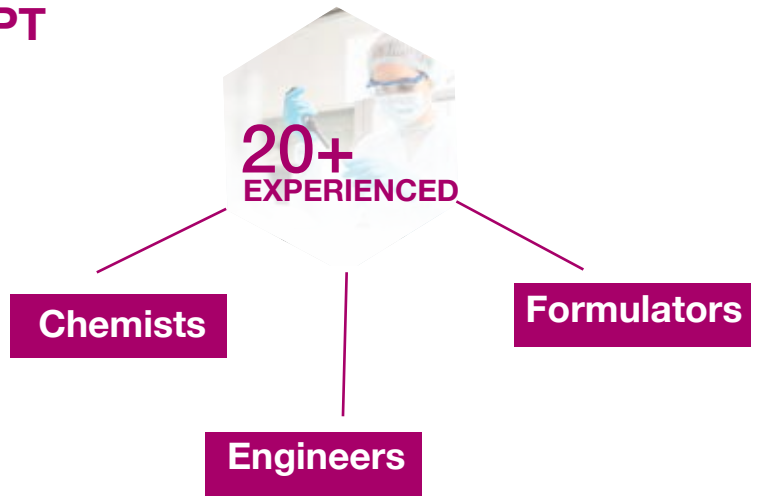 PT
20+
EXPERIENCED
Chemists
Formulators
Engineers